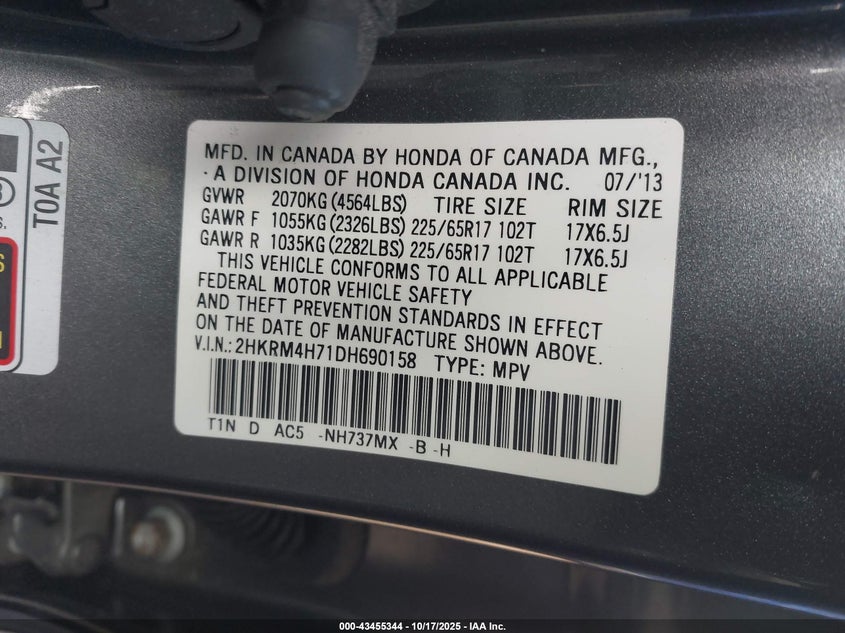 T0A A2
S.
S
MFD. IN CANADA BY HONDA OF CANADA MFG.,
A DIVISION OF HONDA CANADA INC. 07/'13
GVWR 2070KG (4564LBS) TIRE SIZE RIM SIZE
GAWR F 1055KG (2326LBS) 225/65R17 102T 17X6.5J
GAWR R 1035KG (2282LBS) 225/65R17 102T 17X6.5J
THIS VEHICLE CONFORMS TO ALL APPLICABLE
FEDERAL MOTOR VEHICLE SAFETY
AND THEFT PREVENTION STANDARDS IN EFFECT
ON THE DATE OF MANUFACTURE SHOWN ABOVE.
V.I.N.: 2HKRM4H71DH690158 TYPE: MPV
T1N D AC5 -NH737MX -B -H
000-43455344 - 10/17/2025 - IAA Inc.